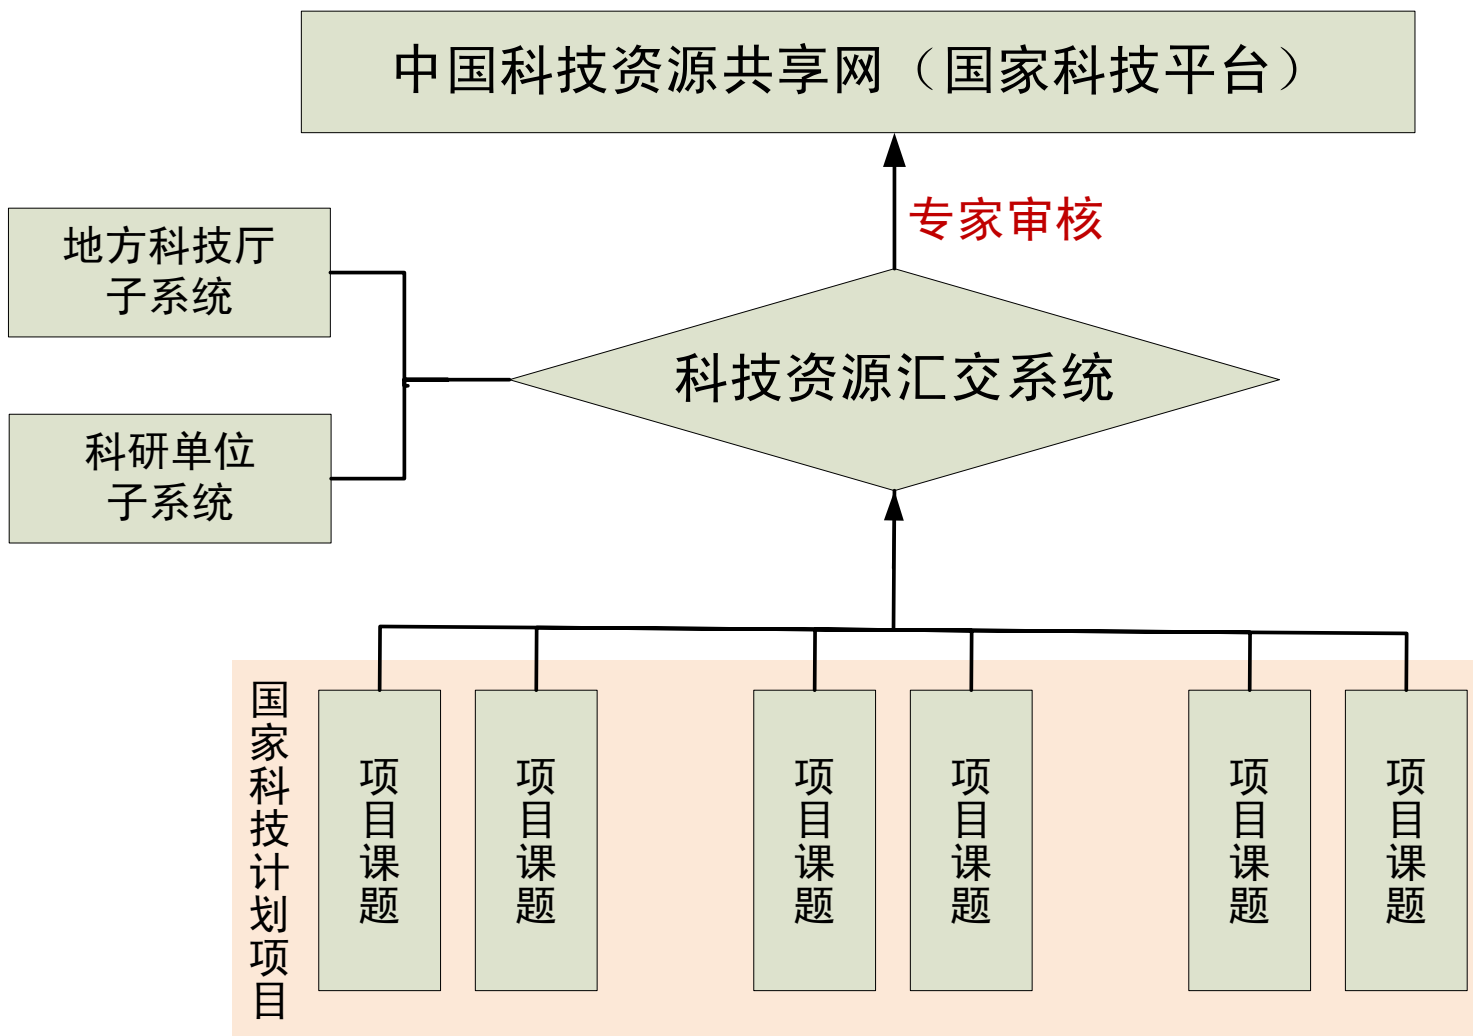 中国科技资源共享网（国家科技平台）
专家审核
地方科技厅
子系统
科技资源汇交系统
科研单位
子系统
国家科技计划项目
项目课题
项目课题
项目课题
项目课题
项目课题
项目课题